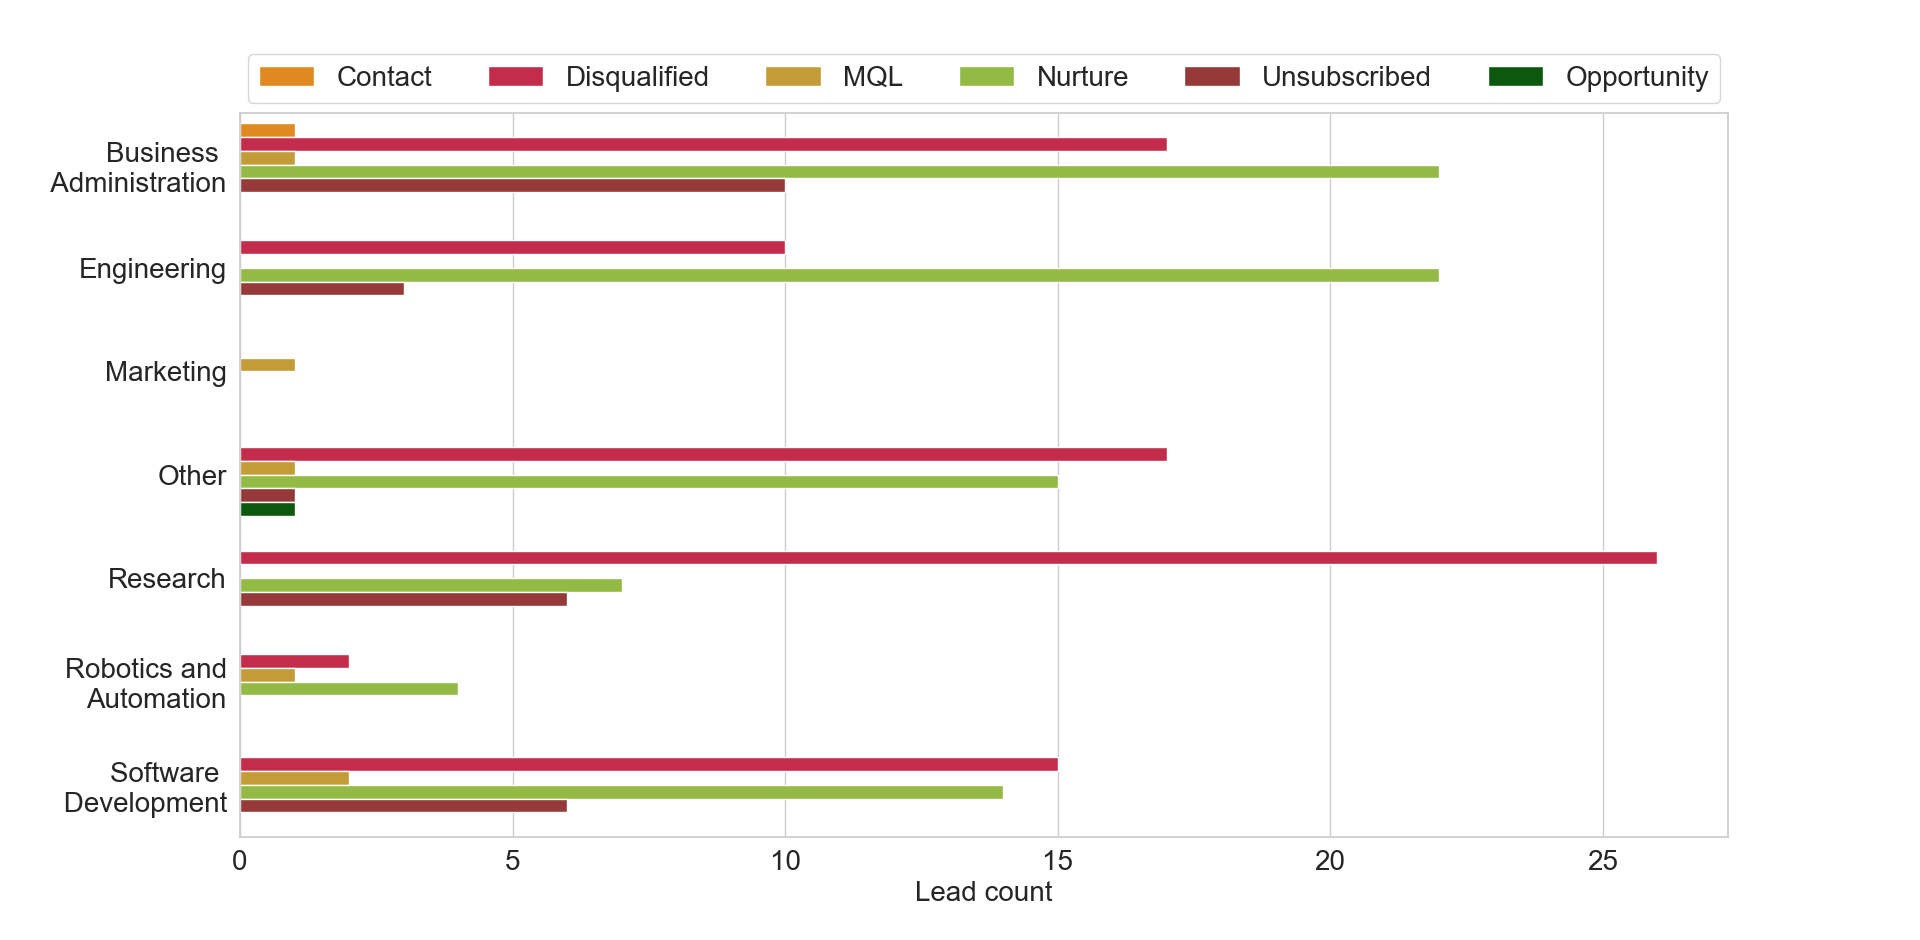 Contact Disqualified MQL Nurture Unsubscribed Opportunity
Business
Administration
Engineering
Marketing
Other
Research
Robotics and
Automation
Software
Development
0 5 10 15 20 25
Lead count